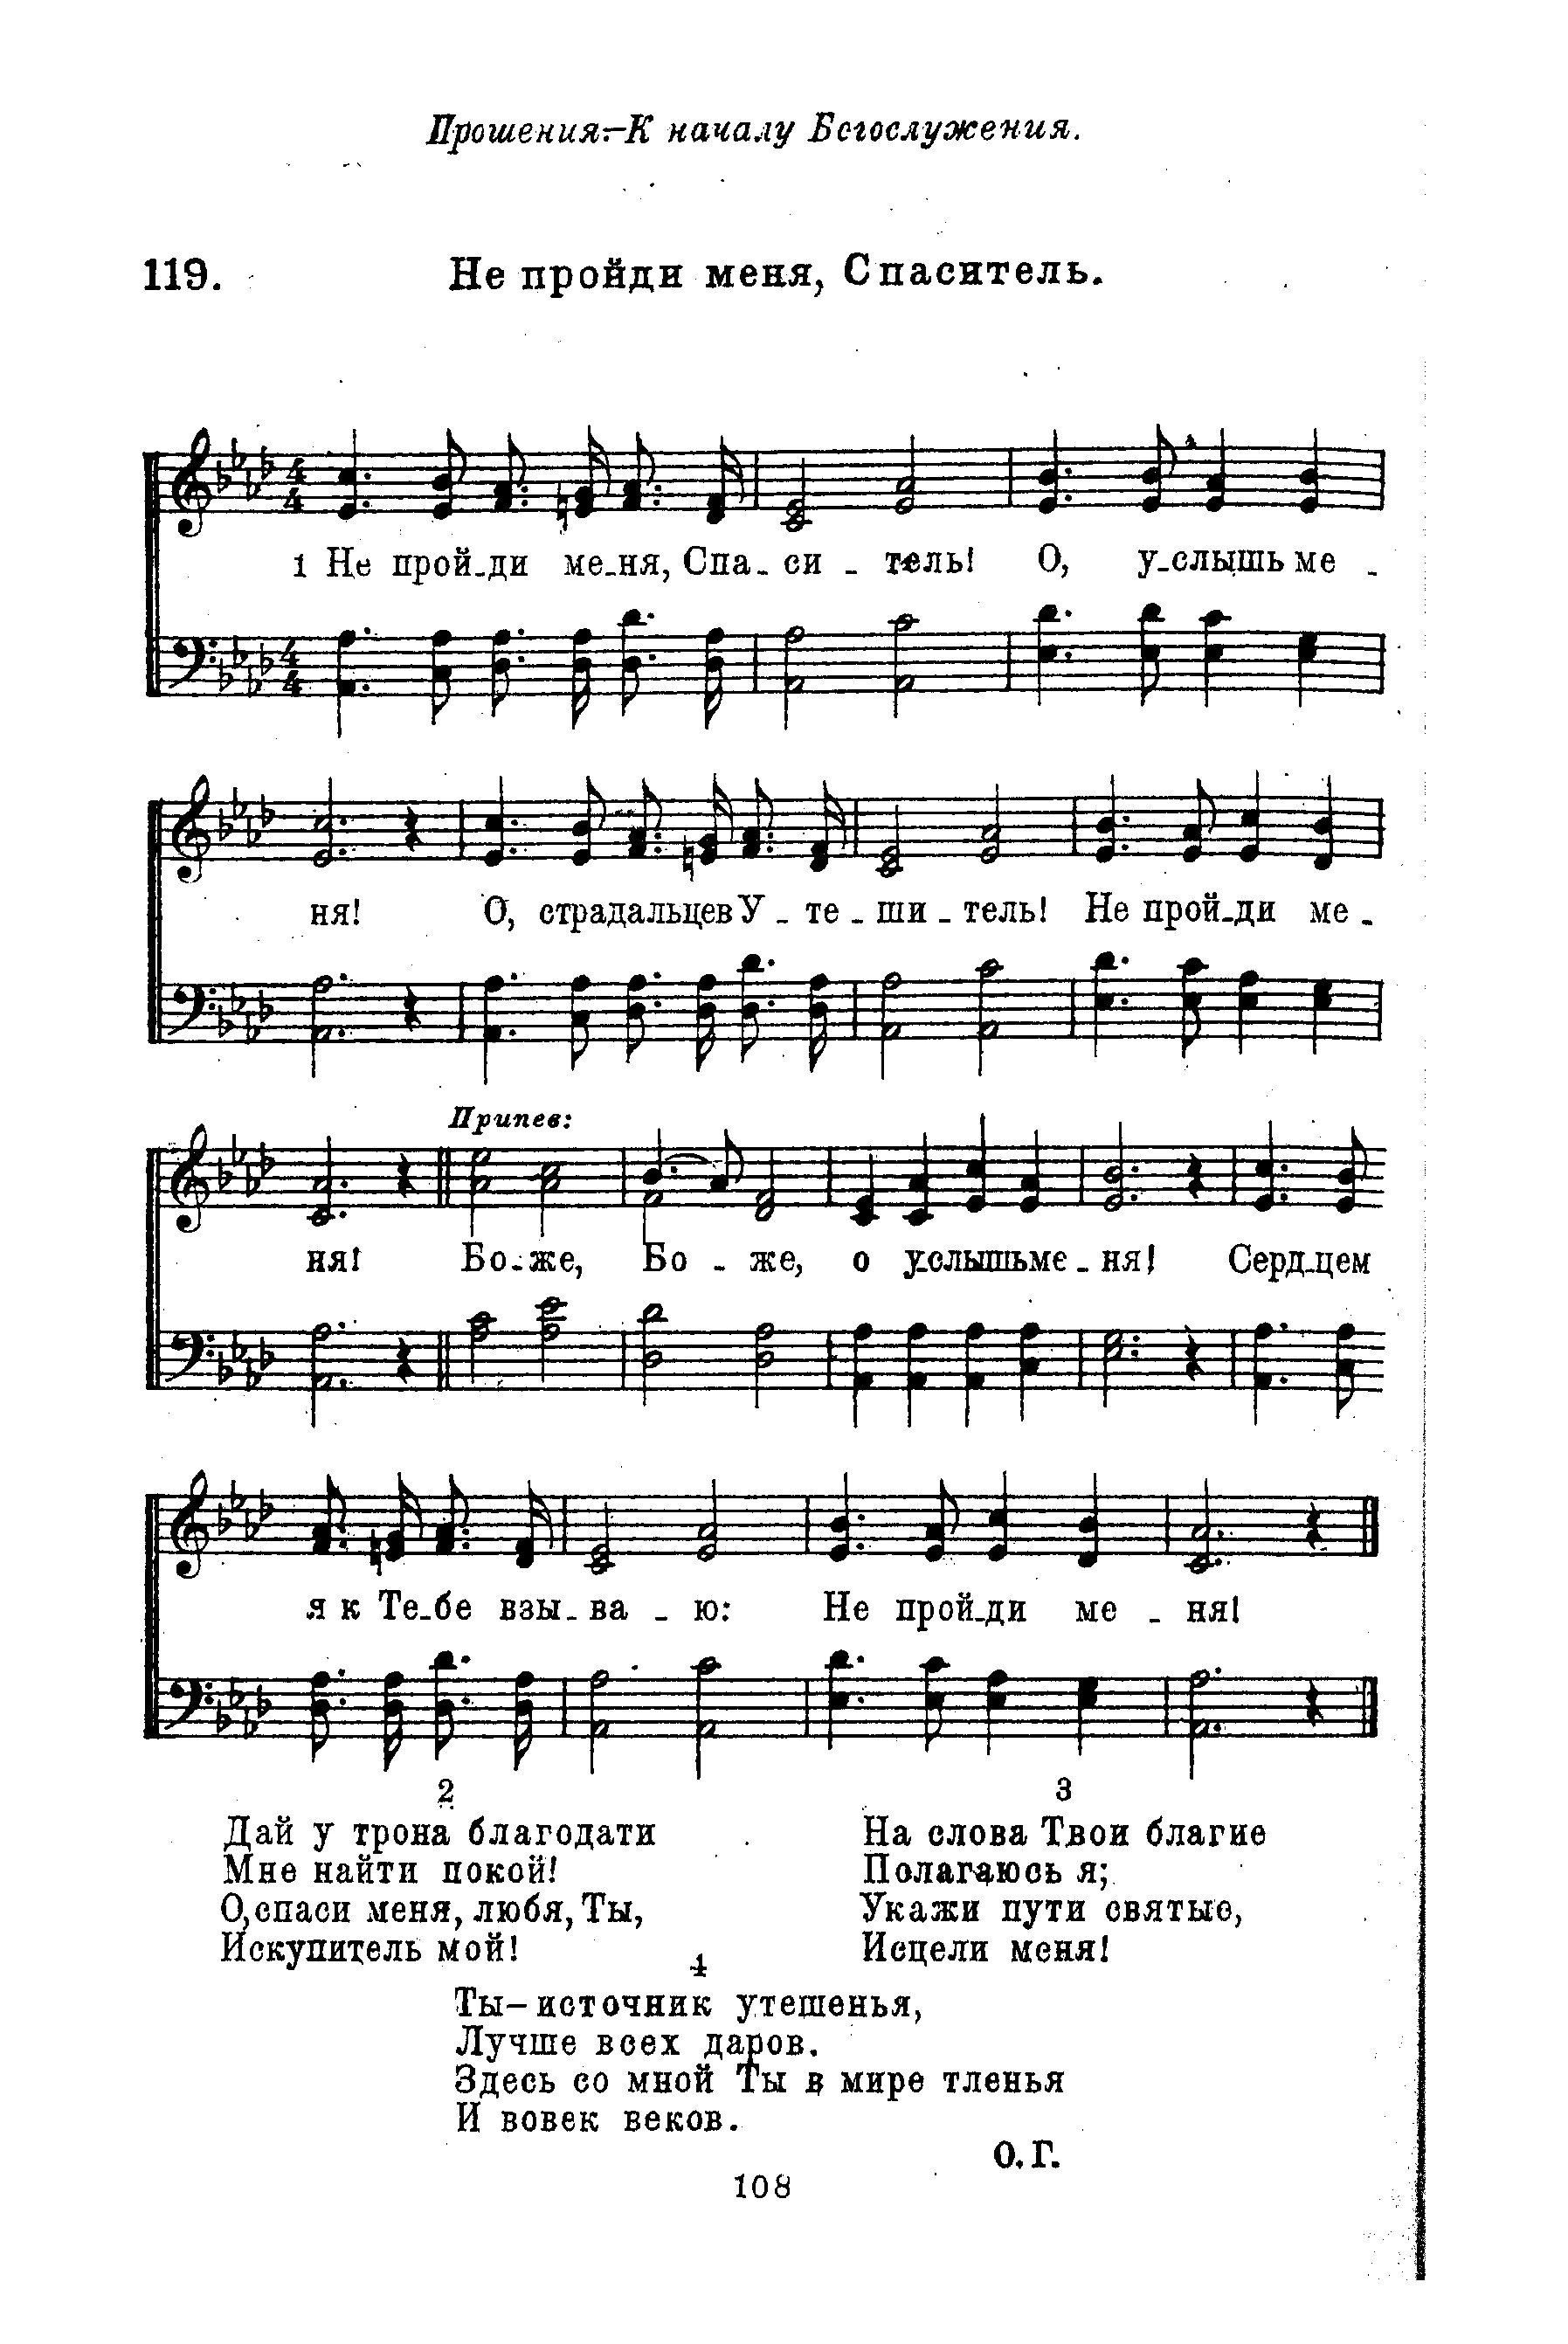 Прошения.-К началу Богослужения.
119. Не пройди меня, Спаситель.
1 Не прой-ди ме-ня, Спа-си-тель! О, у-слышь ме-
ня! О, страдальцев У-те-ши-тель! Не прой-ди ме-
Припев:
ня! Бо-же, Бо-же, о услышь ме-ня! Серд-цем
я к Те-бе взы-ва-ю: Не прой-ди ме-ня!
2
Дай у трона благодати
Мне найти покой!
О, спаси меня, любя, Ты,
Искупитель мой!
3
На слова Твои благие
Полагаюсь я;
Укажи пути святые,
Исцели меня!
4
Ты-источник утешенья,
Лучше всех даров.
Здесь со мной Ты в мире тленья
И вовек веков.
О. Г.
108